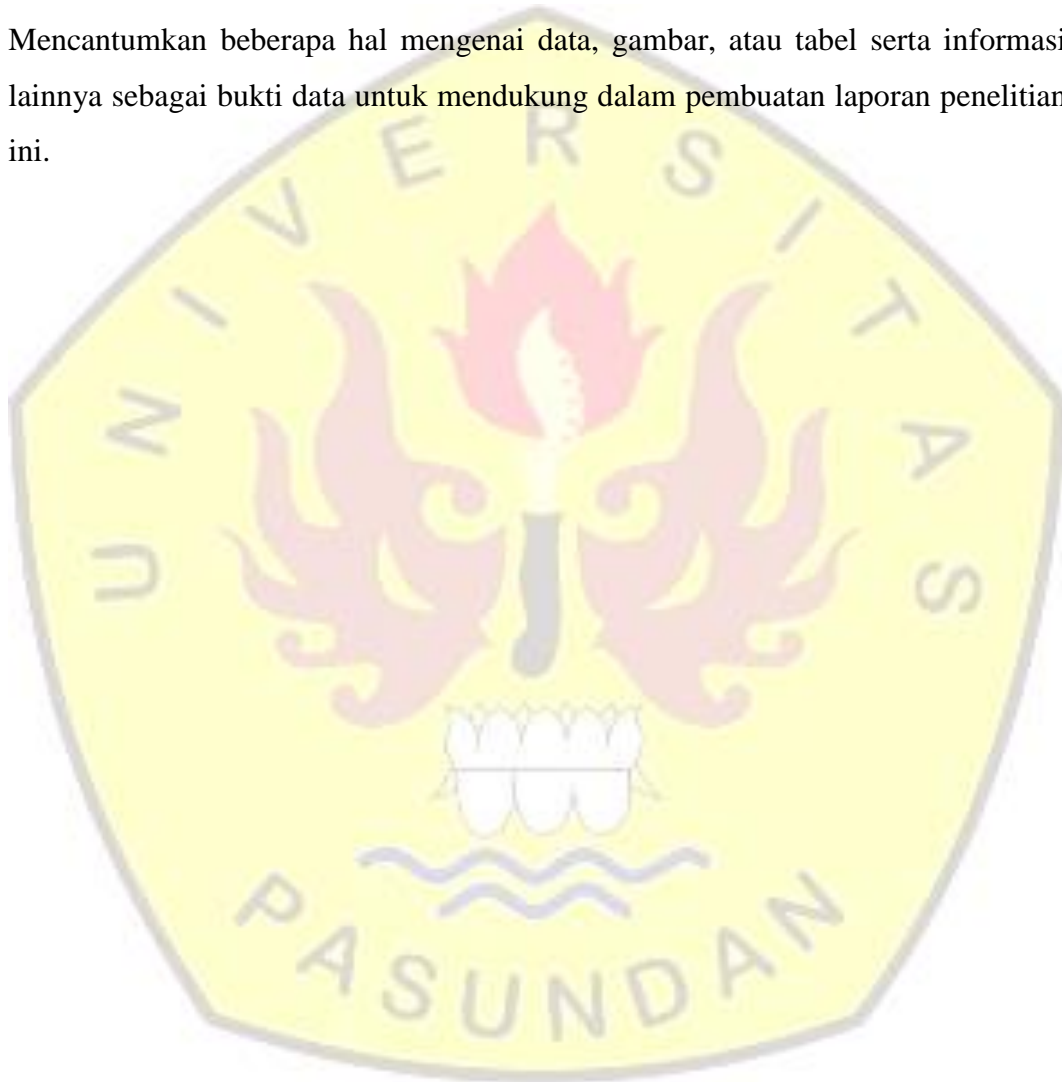 Mencantumkan beberapa hal mengenai data, gambar, atau tabel serta informasi
lainnya sebagai bukti data untuk mendukung dalam pembuatan laporan penelitian
ini.
UNIVERSITAS
PASUNDAN